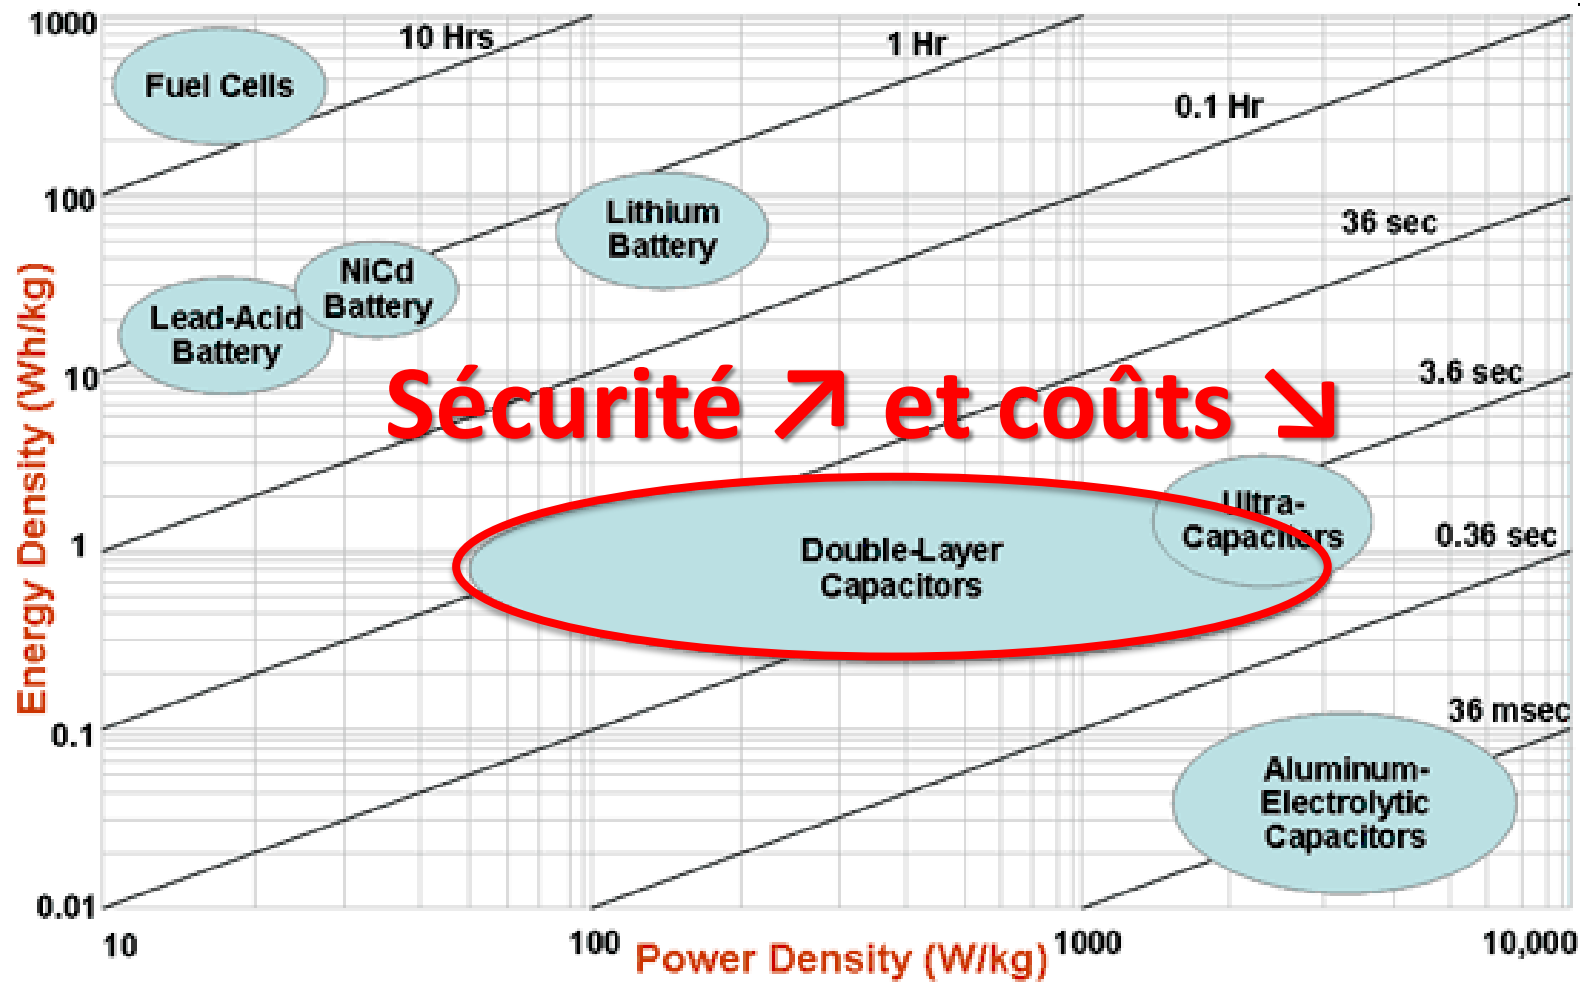 1000
10 Hrs
1 Hr
Fuel Cells
0.1 Hr
100
Lithium
Battery
36 sec
NiCd
Battery
Lead-Acid
Battery
10
3.6 sec
Sécurité ↗ et coûts ↘
Ultra-
Capacitors
1
Double-Layer
Capacitors
0.36 sec
Energy Density (Wh/kg)
0.1
36 msec
Aluminum-
Electrolytic
Capacitors
0.01
10
100
1000
10,000
Power Density (W/kg)